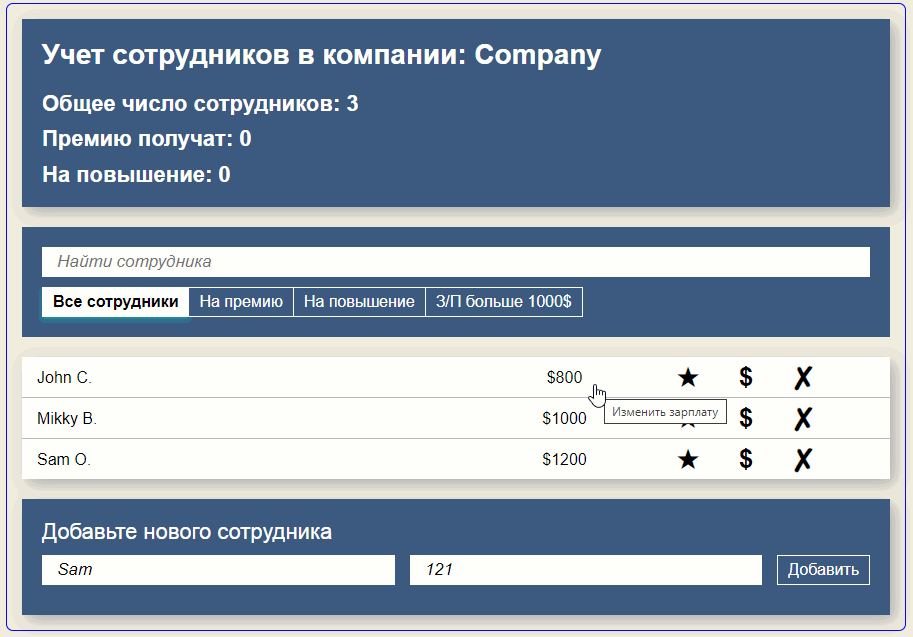 Учет сотрудников в компании: Company
Общее число сотрудников: 3
Премию получат: 0
На повышение: 0
Найти сотрудника
Все сотрудники На премию На повышение З/П больше 1000$
John C. $800 ★ $ ✗
Изменить зарплату
Mikky B. $1000 ★ $ ✗
Sam O. $1200 ★ $ ✗
Добавьте нового сотрудника
Sam 121 Добавить